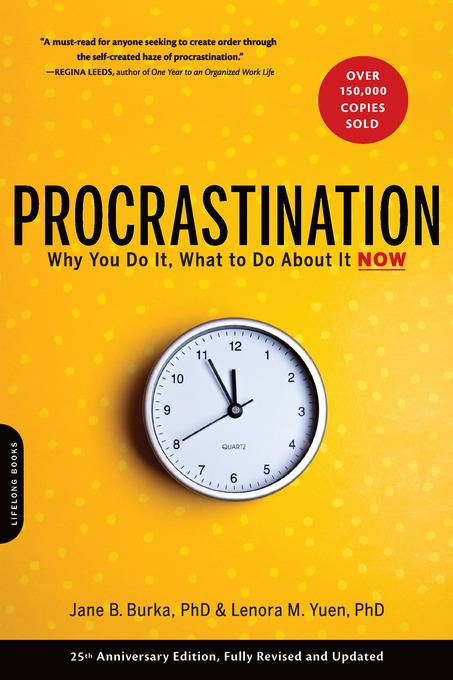 “A must-read for anyone seeking to create order through
the self-created haze of procrastination.”
—REGINA LEEDS, author of One Year to an Organized Work Life
OVER
150,000
COPIES
SOLD
PROCRASTINATION
Why You Do It, What to Do About It NOW
12
1
2
3
4
5
6
7
8
9
10
11
QUARTZ
LIFELONG BOOKS
Jane B. Burka, PhD & Lenora M. Yuen, PhD
25th Anniversary Edition, Fully Revised and Updated